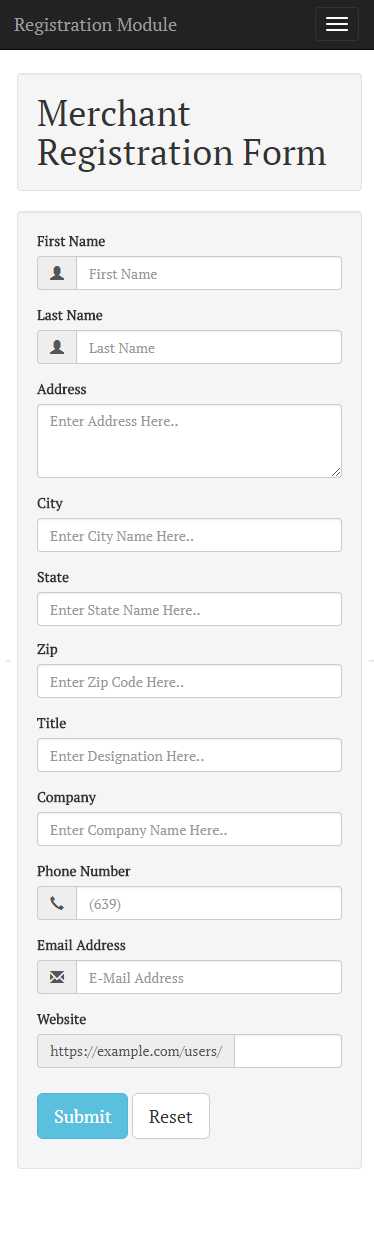 Registration Module
Merchant
Registration Form
First Name
First Name
Last Name
Last Name
Address
Enter Address Here..
City
Enter City Name Here..
State
Enter State Name Here..
Zip
Enter Zip Code Here..
Title
Enter Designation Here..
Company
Enter Company Name Here..
Phone Number
(639)
Email Address
E-Mail Address
Website
https://example.com/users/
Submit Reset